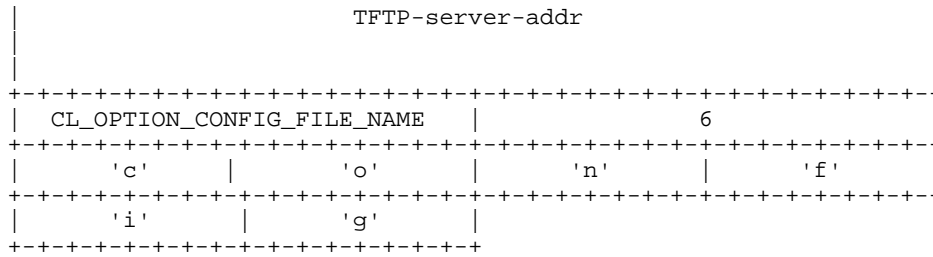 |                       TFTP-server-addr
|
|
+-+-+-+-+-+-+-+-+-+-+-+-+-+-+-+-+-+-+-+-+-+-+-+-+-+-+-+-+-+-+-+-+-
|  CL_OPTION_CONFIG_FILE_NAME   |               6
+-+-+-+-+-+-+-+-+-+-+-+-+-+-+-+-+-+-+-+-+-+-+-+-+-+-+-+-+-+-+-+-+-
|      'c'      |      'o'      |      'n'      |      'f'
+-+-+-+-+-+-+-+-+-+-+-+-+-+-+-+-+-+-+-+-+-+-+-+-+-+-+-+-+-+-+-+-+-
|      'i'       |      'g'       |
+-+-+-+-+-+-+-+-+-+-+-+-+-+-+-+-+